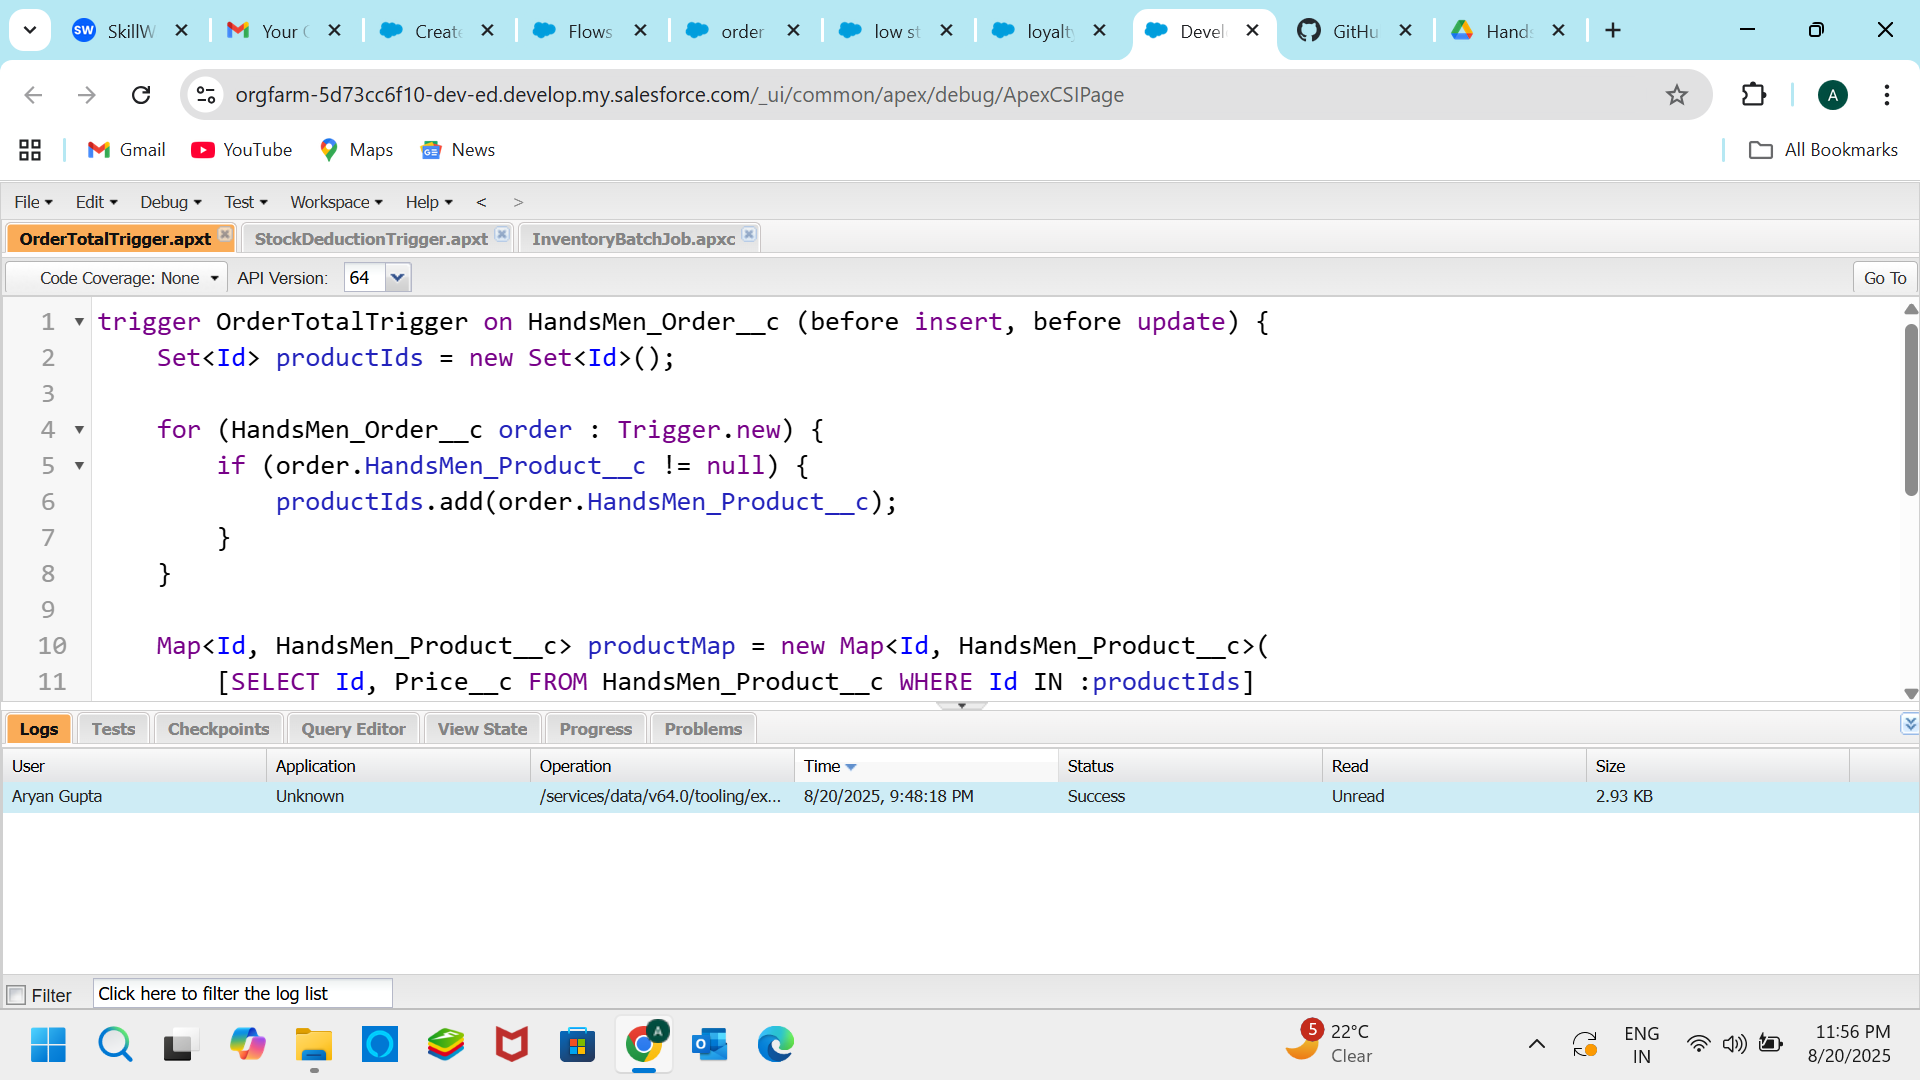 SkillW
Your C
Create
Flows
order
low st
loyalty
Devel
GitHu
Hands
orgfarm-5d73cc6f10-dev-ed.develop.my.salesforce.com/_ui/common/apex/debug/ApexCSIPage
A
Gmail
YouTube
Maps
News
All Bookmarks
File
Edit
Debug
Test
Workspace
Help
<
>
OrderTotalTrigger.apxt
StockDeductionTrigger.apxt
InventoryBatchJob.apxc
Code Coverage: None
API Version:
64
Go To
1 trigger OrderTotalTrigger on HandsMen_Order__c (before insert, before update) {
2 Set<Id> productIds = new Set<Id>();
3
4 for (HandsMen_Order__c order : Trigger.new) {
5 if (order.HandsMen_Product__c != null) {
6 productIds.add(order.HandsMen_Product__c);
7 }
8 }
9
10 Map<Id, HandsMen_Product__c> productMap = new Map<Id, HandsMen_Product__c>(
11 [SELECT Id, Price__c FROM HandsMen_Product__c WHERE Id IN :productIds]
Logs
Tests
Checkpoints
Query Editor
View State
Progress
Problems
User
Application
Operation
Time
Status
Read
Size
Aryan Gupta
Unknown
/services/data/v64.0/tooling/ex...
8/20/2025, 9:48:18 PM
Success
Unread
2.93 KB
Filter
Click here to filter the log list
5
22°C
Clear
ENG
IN
11:56 PM
8/20/2025